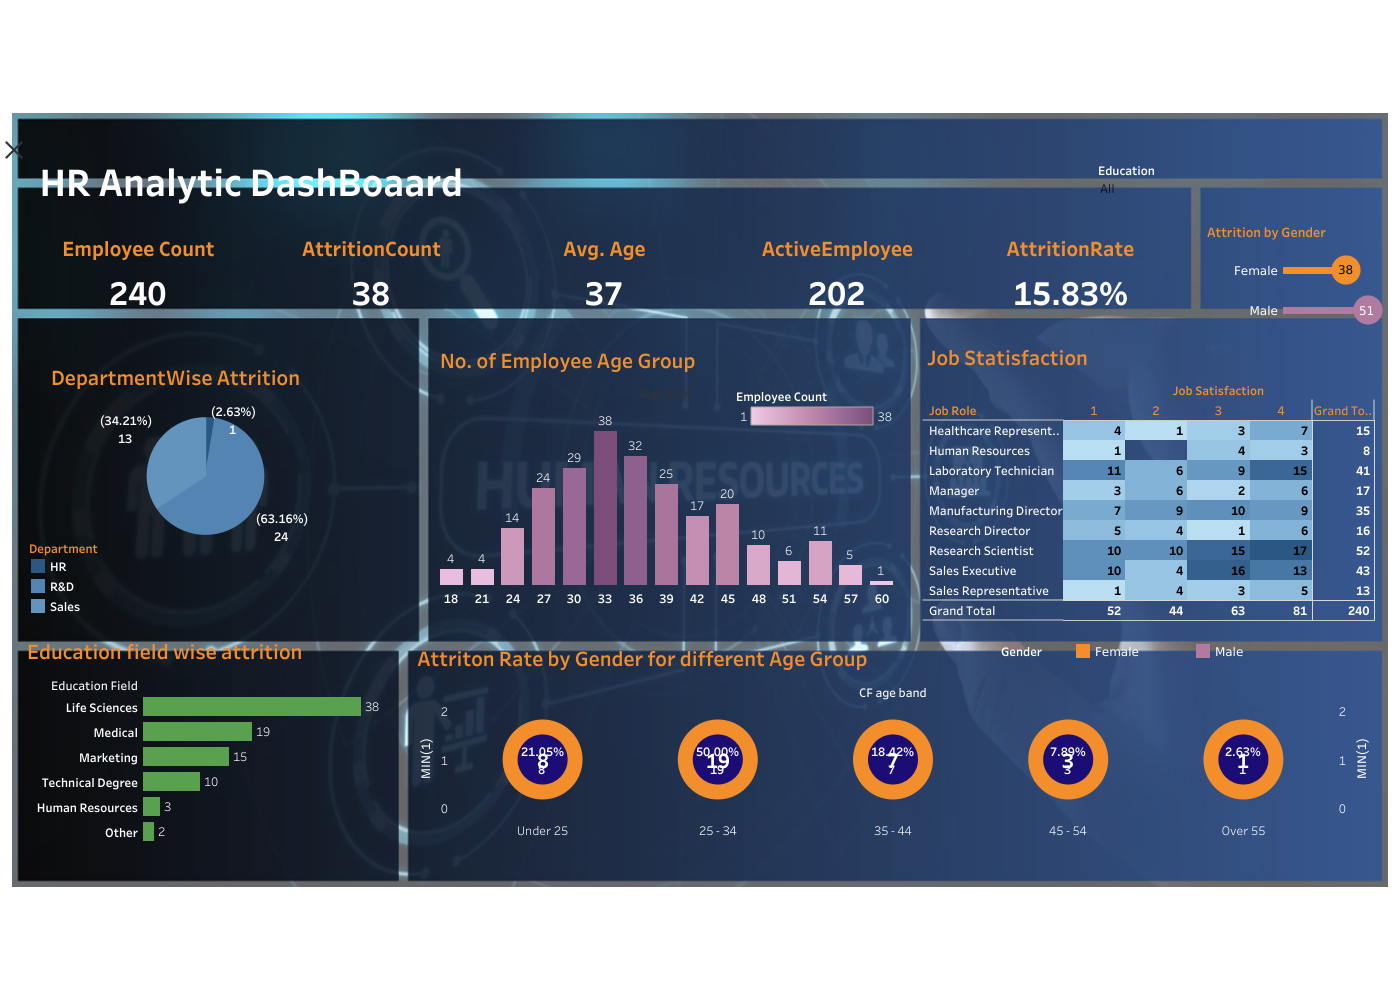 HR Analytic DashBoaard
Education
All
Employee Count
AttritionCount
Avg. Age
ActiveEmployee
AttritionRate
240
38
37
202
15.83%
Attrition by Gender
Female
38
Male
51
DepartmentWise Attrition
(34.21%)
13
(2.63%)
1
(63.16%)
24
Department
HR
R&D
Sales
No. of Employee Age Group
Employee Count
1
38
4
4
14
24
29
38
32
25
17
20
10
6
11
5
1
18 21 24 27 30 33 36 39 42 45 48 51 54 57 60
HUMAN RESOURCES
Job Statisfaction
Job Satisfaction
Job Role 1 2 3 4 Grand To..
Healthcare Represent.. 4 1 3 7 15
Human Resources 1 4 3 8
Laboratory Technician 11 6 9 15 41
Manager 3 6 2 6 17
Manufacturing Director 7 9 10 9 35
Research Director 5 4 1 6 16
Research Scientist 10 10 15 17 52
Sales Executive 10 4 16 13 43
Sales Representative 1 4 3 5 13
Grand Total 52 44 63 81 240
Education field wise attrition
Education Field
Life Sciences 38
Medical 19
Marketing 15
Technical Degree 10
Human Resources 3
Other 2
Attriton Rate by Gender for different Age Group
Gender
Female
Male
CF age band
MIN(1)
2
1
0
21.05%
8
8
50.00%
19
19
18.42%
7
7
7.89%
3
3
2.63%
1
1
2
1
0
MIN(1)
Under 25
25 - 34
35 - 44
45 - 54
Over 55